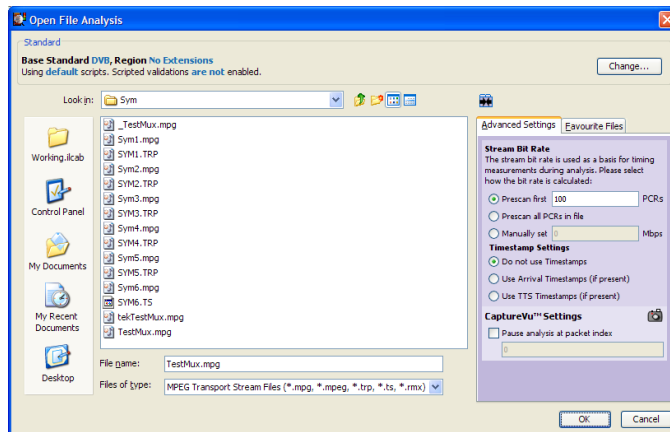 Open File Analysis
Standard
Base Standard DVB, Region No Extensions
Using default scripts. Scripted validations are not enabled.
Change...
Look in:
Sym
Working.ilcab
Control Panel
My Documents
My Recent
Documents
Desktop
_TestMux.mpg
Sym1.mpg
SYM1.TRP
Sym2.mpg
SYM2.TRP
Sym3.mpg
SYM3.TRP
Sym4.mpg
SYM4.TRP
Sym5.mpg
SYM5.TRP
Sym6.mpg
SYM6.TS
tekTestMux.mpg
TestMux.mpg
File name:
TestMux.mpg
Files of type:
MPEG Transport Stream Files (*.mpg, *.mpeg, *.trp, *.ts, *.rmx)
Advanced Settings
Favourite Files
Stream Bit Rate
The stream bit rate is used as a basis for timing
measurements during analysis. Please select
how the bit rate is calculated:
Prescan first 100 PCRs
Prescan all PCRs in file
Manually set 0 Mbps
Timestamp Settings
Do not use Timestamps
Use Arrival Timestamps (if present)
Use TTS Timestamps (if present)
CaptureVu™ Settings
Pause analysis at packet index
0
OK
Cancel